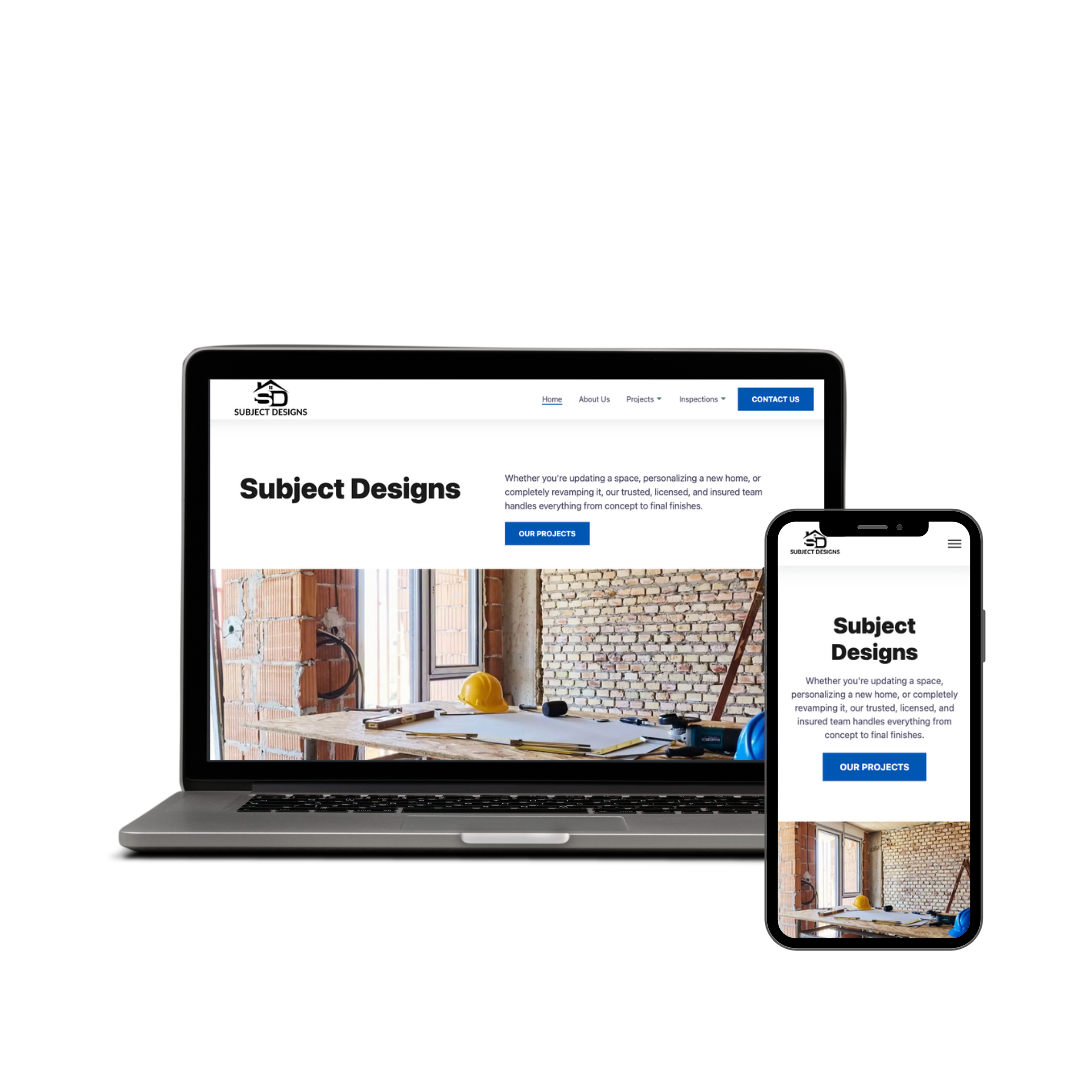 SD
SUBJECT DESIGNS
Home About Us Projects Inspections CONTACT US
Subject Designs
Whether you're updating a space, personalizing a new home, or
completely revamping it, our trusted, licensed, and insured team
handles everything from concept to final finishes.
OUR PROJECTS
SD
SUBJECT DESIGNS
Subject
Designs
Whether you're updating a space,
personalizing a new home, or completely
revamping it, our trusted, licensed, and
insured team handles everything from
concept to final finishes.
OUR PROJECTS